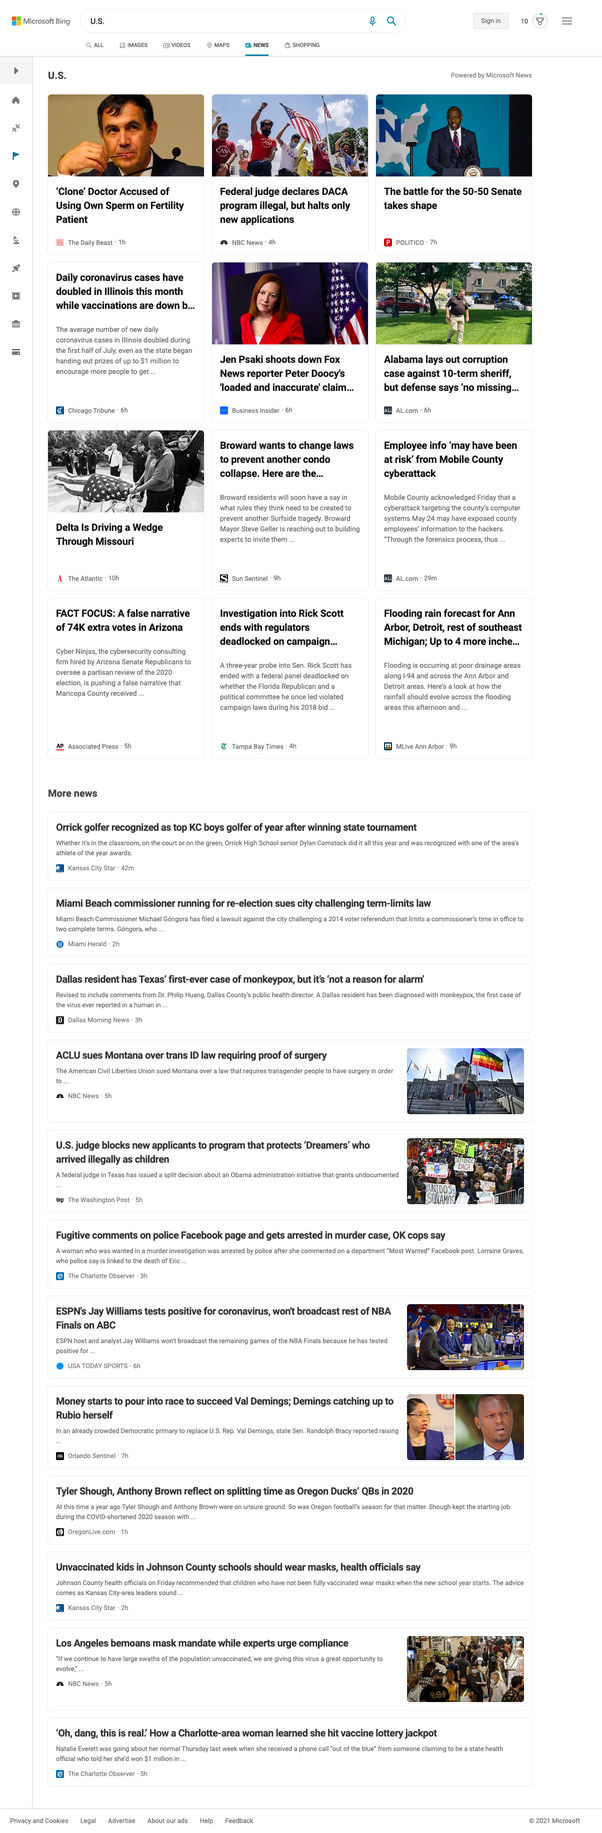 Microsoft Bing
U.S.
Sign in
10
ALL
IMAGES
VIDEOS
MAPS
NEWS
SHOPPING
U.S.
Powered by Microsoft News
'Clone' Doctor Accused of
Using Own Sperm on Fertility
Patient
The Daily Beast · 1h
Federal judge declares DACA
program illegal, but halts only
new applications
NBC News · 4h
The battle for the 50-50 Senate
takes shape
POLITICO · 7h
Daily coronavirus cases have
doubled in Illinois this month
while vaccinations are down b...
The average number of new daily
coronavirus cases in Illinois doubled during
the first half of July, even as the state began
handing out prizes of up to $1 million to
encourage more people to get ...
Chicago Tribune · 6h
Jen Psaki shoots down Fox
News reporter Peter Doocy's
'loaded and inaccurate' claim...
Business Insider · 6h
Alabama lays out corruption
case against 10-term sheriff,
but defense says 'no missing...
AL.com · 6h
Delta Is Driving a Wedge
Through Missouri
The Atlantic · 10h
Broward wants to change laws
to prevent another condo
collapse. Here are the...
Broward residents will soon have a say in
what rules they think need to be created to
prevent another Surfside tragedy. Broward
Mayor Steve Geller is reaching out to building
experts to invite them ...
Sun Sentinel · 9h
Employee info 'may have been
at risk' from Mobile County
cyberattack
Mobile County acknowledged Friday that a
cyberattack targeting the county's computer
systems May 24 may have exposed county
employees' information to the hackers.
"Through the forensics process, thus ...
AL.com · 29m
FACT FOCUS: A false narrative
of 74K extra votes in Arizona
Cyber Ninjas, the cybersecurity consulting
firm hired by Arizona Senate Republicans to
oversee a partisan review of the 2020
election, is pushing a false narrative that
Maricopa County received ...
Associated Press · 5h
Investigation into Rick Scott
ends with regulators
deadlocked on campaign...
A three-year probe into Sen. Rick Scott has
ended with a federal panel deadlocked on
whether the Florida Republican and a
political committee he once led violated
campaign laws during his 2018 bid ...
Tampa Bay Times · 4h
Flooding rain forecast for Ann
Arbor, Detroit, rest of southeast
Michigan; Up to 4 more inche...
Flooding is occurring at poor drainage areas
along I-94 and across the Ann Arbor and
Detroit areas. Here's a look at how the
rainfall should evolve across the flooding
areas this afternoon and ...
MLive Ann Arbor · 9h
More news
Orrick golfer recognized as top KC boys golfer of year after winning state tournament
Whether it's in the classroom, on the court or on the green, Orrick High School senior Dylan Comstock did it all this year and was recognized with one of the area's
athlete of the year awards.
Kansas City Star · 42m
Miami Beach commissioner running for re-election sues city challenging term-limits law
Miami Beach Commissioner Michael Góngora has filed a lawsuit against the city challenging a 2014 voter referendum that limits a commissioner's time in office to
two complete terms. Góngora, who ...
Miami Herald · 2h
Dallas resident has Texas' first-ever case of monkeypox, but it's 'not a reason for alarm'
Revised to include comments from Dr. Philip Huang, Dallas County's public health director. A Dallas resident has been diagnosed with monkeypox, the first case of
the virus ever reported in a human in ...
Dallas Morning News · 3h
ACLU sues Montana over trans ID law requiring proof of surgery
The American Civil Liberties Union sued Montana over a law that requires transgender people to have surgery in order
to ...
NBC News · 5h
U.S. judge blocks new applicants to program that protects 'Dreamers' who
arrived illegally as children
A federal judge in Texas has issued a split decision about an Obama administration initiative that grants undocumented
...
The Washington Post · 5h
Fugitive comments on police Facebook page and gets arrested in murder case, OK cops say
A woman who was wanted in a murder investigation was arrested by police after she commented on a department "Most Wanted" Facebook post. Lorraine Graves,
who police say is linked to the death of Eric ...
The Charlotte Observer · 3h
ESPN's Jay Williams tests positive for coronavirus, won't broadcast rest of NBA
Finals on ABC
ESPN host and analyst Jay Williams won't broadcast the remaining games of the NBA Finals because he has tested
positive for ...
USA TODAY SPORTS · 6h
Money starts to pour into race to succeed Val Demings; Demings catching up to
Rubio herself
In an already crowded Democratic primary to replace U.S. Rep. Val Demings, state Sen. Randolph Bracy reported raising
...
Orlando Sentinel · 7h
Tyler Shough, Anthony Brown reflect on splitting time as Oregon Ducks' QBs in 2020
At this time a year ago Tyler Shough and Anthony Brown were on unsure ground. So was Oregon football's season for that matter. Shough kept the starting job
during the COVID-shortened 2020 season with ...
OregonLive.com · 1h
Unvaccinated kids in Johnson County schools should wear masks, health officials say
Johnson County health officials on Friday recommended that children who have not been fully vaccinated wear masks when the new school year starts. The advice
comes as Kansas City-area leaders sound ...
Kansas City Star · 2h
Los Angeles bemoans mask mandate while experts urge compliance
"If we continue to have large swaths of the population unvaccinated, we are giving this virus a great opportunity to
evolve," ...
NBC News · 5h
'Oh, dang, this is real.' How a Charlotte-area woman learned she hit vaccine lottery jackpot
Natalie Everett was going about her normal Thursday last week when she received a phone call "out of the blue" from someone claiming to be a state health
official who told her she'd won $1 million in ...
The Charlotte Observer · 5h
Privacy and Cookies
Legal
Advertise
About our ads
Help
Feedback
© 2021 Microsoft